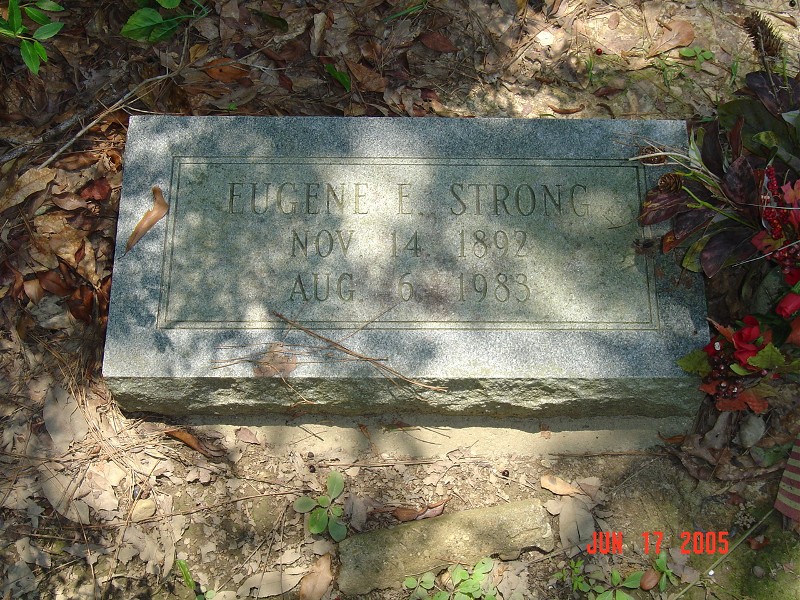 EUGENE E. STRONG
NOV. 14 1892
AUG 6 1983
JUN 17 2005